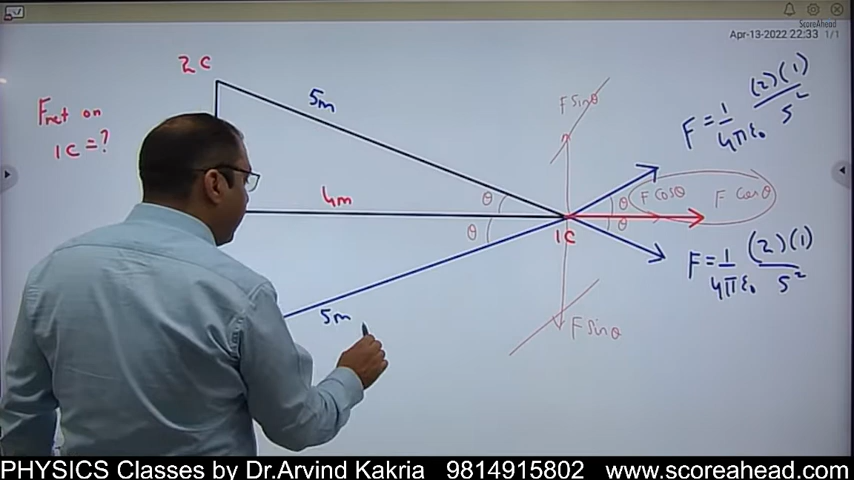 ScoreAhead
Apr-13-2022 22:33 1/1
2C
5m
Fnet on
1C=?
4m
θ
θ
5m
1C
F sinθ
F sinθ
θ
θ
F cosθ F cosθ
F = 1/4πε₀ (2)(1)/5²
F = 1/4πε₀ (2)(1)/5²
PHYSICS Classes by Dr.Arvind Kakria 9814915802 www.scoreahead.com